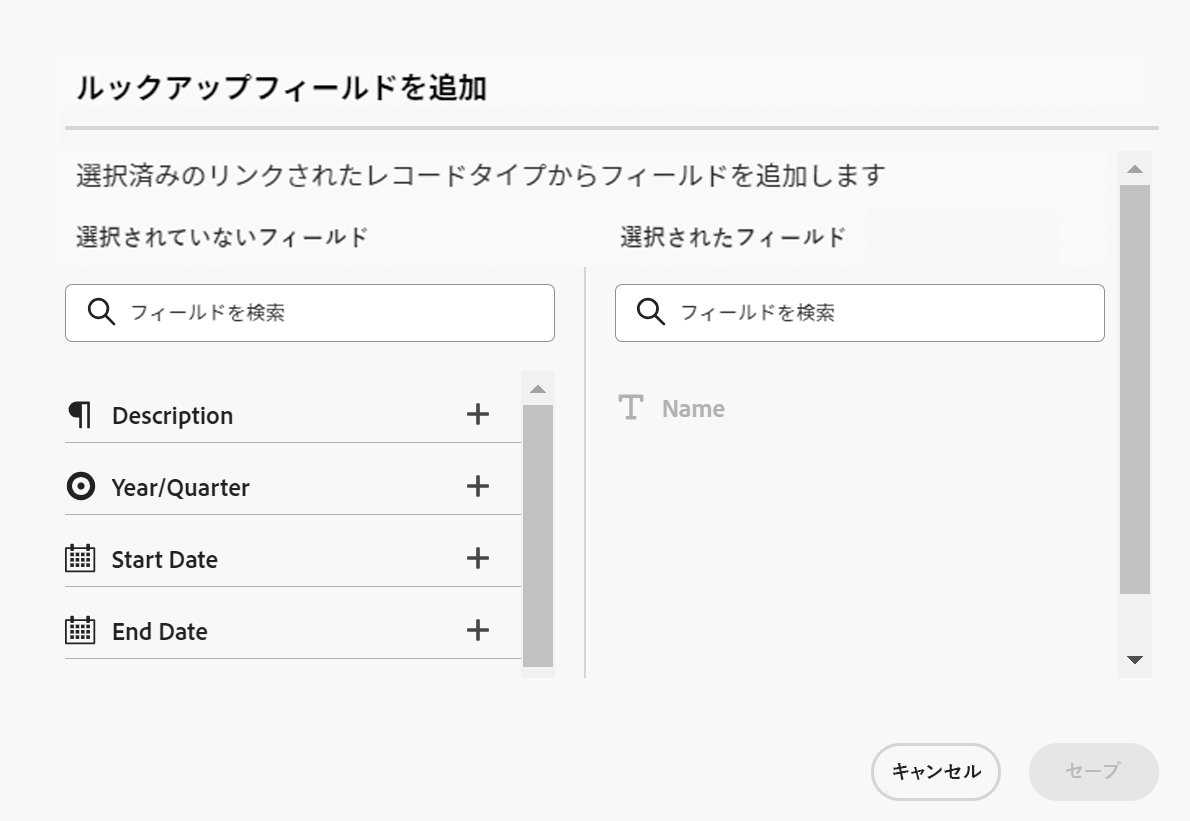 ルックアップフィールドを追加
選択済みのリンクされたレコードタイプからフィールドを追加します
選択されていないフィールド
選択されたフィールド
フィールドを検索
フィールドを検索
Description
Name
Year/Quarter
Start Date
End Date
キャンセル
セーブ